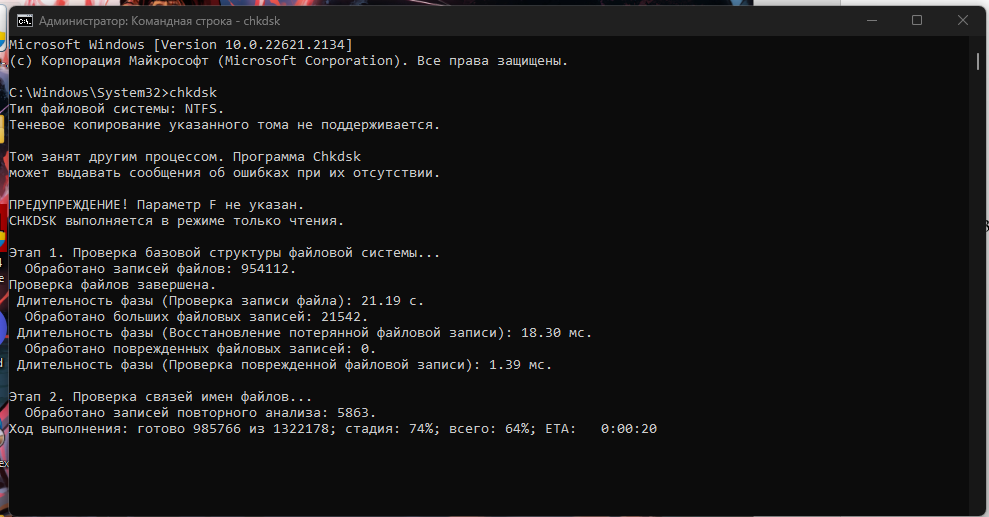 Администратор: Командная строка - chkdsk
Microsoft Windows [Version 10.0.22621.2134]
(c) Корпорация Майкрософт (Microsoft Corporation). Все права защищены.
C:\Windows\System32>chkdsk
Тип файловой системы: NTFS.
Теневое копирование указанного тома не поддерживается.
Том занят другим процессом. Программа Chkdsk
может выдавать сообщения об ошибках при их отсутствии.
ПРЕДУПРЕЖДЕНИЕ! Параметр F не указан.
CHKDSK выполняется в режиме только чтения.
Этап 1. Проверка базовой структуры файловой системы...
Обработано записей файлов: 954112.
Проверка файлов завершена.
Длительность фазы (Проверка записи файла): 21.19 с.
Обработано больших файловых записей: 21542.
Длительность фазы (Восстановление потерянной файловой записи): 18.30 мс.
Обработано поврежденных файловых записей: 0.
Длительность фазы (Проверка поврежденной файловой записи): 1.39 мс.
Этап 2. Проверка связей имен файлов...
Обработано записей повторного анализа: 5863.
Ход выполнения: готово 985766 из 1322178; стадия: 74%; всего: 64%; ETA: 0:00:20